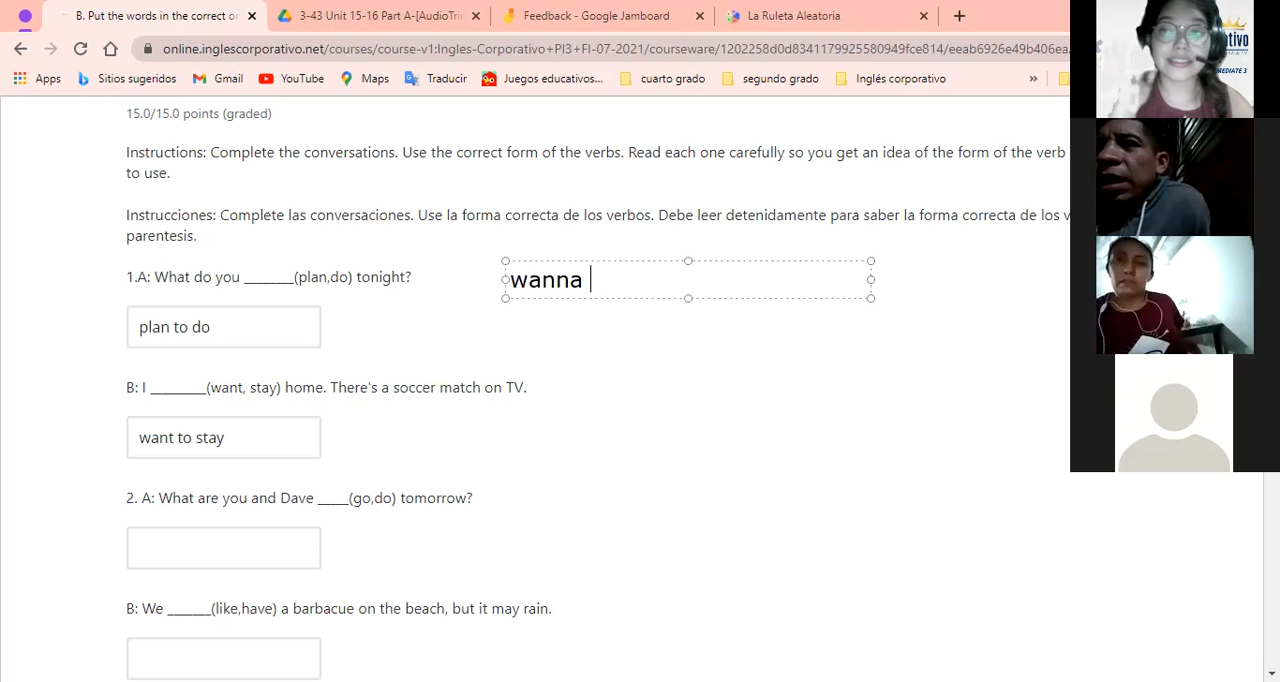 B. Put the words in the correct or
3-43 Unit 15-16 Part A-[AudioTri
Feedback - Google Jamboard
La Ruleta Aleatoria
online.inglescorporativo.net/courses/course-v1:Ingles-Corporativo+PI3+FI-07-2021/courseware/1202258d0d8341179925580949fce814/eeab6926e49b406ea
Apps Sitios sugeridos Gmail YouTube Maps Traducir Juegos educativos... cuarto grado segundo grado Inglés corporativo »
ativo
MEDIATE 3
15.0/15.0 points (graded)
Instructions: Complete the conversations. Use the correct form of the verbs. Read each one carefully so you get an idea of the form of the verb
to use.
Instrucciones: Complete las conversaciones. Use la forma correcta de los verbos. Debe leer detenidamente para saber la forma correcta de los v
parentesis.
1.A: What do you _______(plan,do) tonight?
wanna
plan to do
B: I ________(want, stay) home. There's a soccer match on TV.
want to stay
2. A: What are you and Dave _____(go,do) tomorrow?
B: We ______(like,have) a barbacue on the beach, but it may rain.